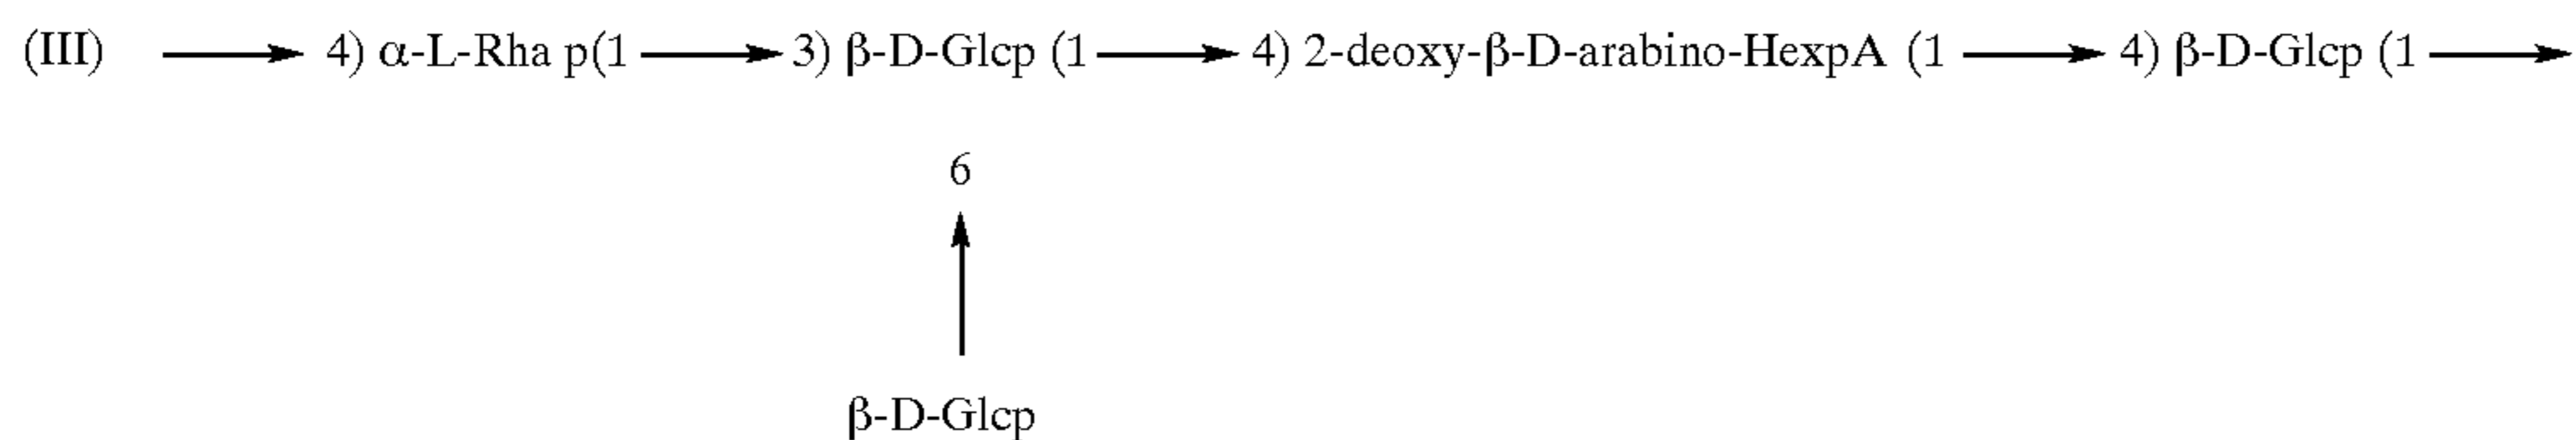 (III) ⟶ 4) α-L-Rha p(1 ⟶ 3) β-D-Glcp (1 ⟶ 4) 2-deoxy-β-D-arabino-HexpA (1 ⟶ 4) β-D-Glcp (1 ⟶
6
↑
β-D-Glcp